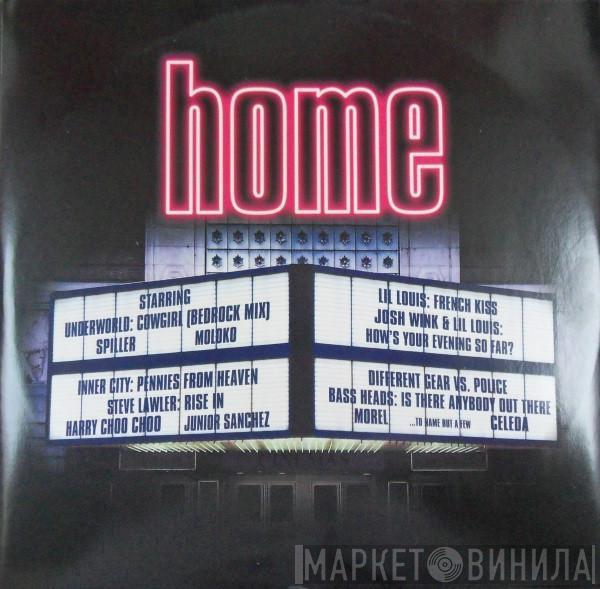 home
STARRING
UNDERWORLD: COWGIRL (BEDROCK MIX)
SPILLER MOLOKO
INNER CITY: PENNIES FROM HEAVEN
STEVE LAWLER: RISE IN
HARRY CHOO CHOO JUNIOR SANCHEZ
LIL LOUIS: FRENCH KISS
JOSH WINK & LIL LOUIS:
HOW'S YOUR EVENING SO FAR?
DIFFERENT GEAR VS. POLICE
BASS HEADS: IS THERE ANYBODY OUT THERE
MOREL ...TO NAME BUT A FEW CELEDA
МАРКЕТ ВИНИЛА